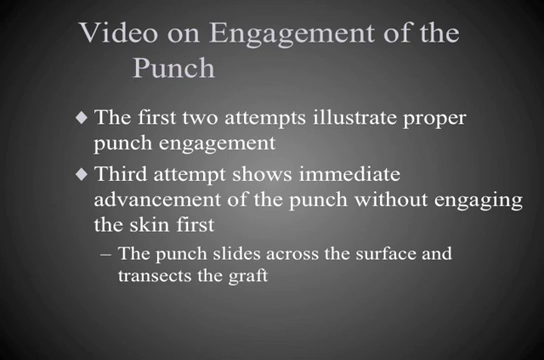 Video on Engagement of the
Punch
◆ The first two attempts illustrate proper
punch engagement
◆ Third attempt shows immediate
advancement of the punch without engaging
the skin first
– The punch slides across the surface and
transects the graft